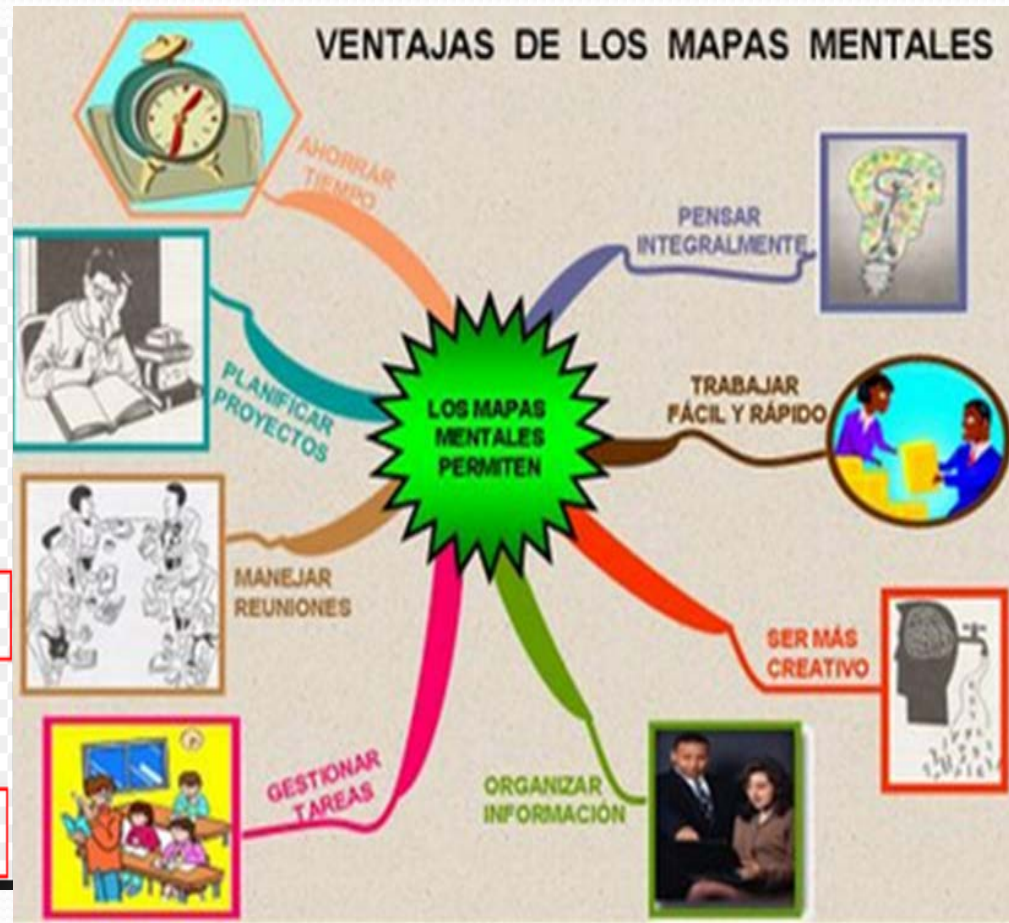 VENTAJAS DE LOS MAPAS MENTALES
AHORRAR
TIEMPO
PENSAR
INTEGRALMENTE
PLANIFICAR
PROYECTOS
LOS MAPAS
MENTALES
PERMITEN
TRABAJAR
FÁCIL Y RÁPIDO
MANEJAR
REUNIONES
SER MÁS
CREATIVO
GESTIONAR
TAREAS
ORGANIZAR
INFORMACIÓN